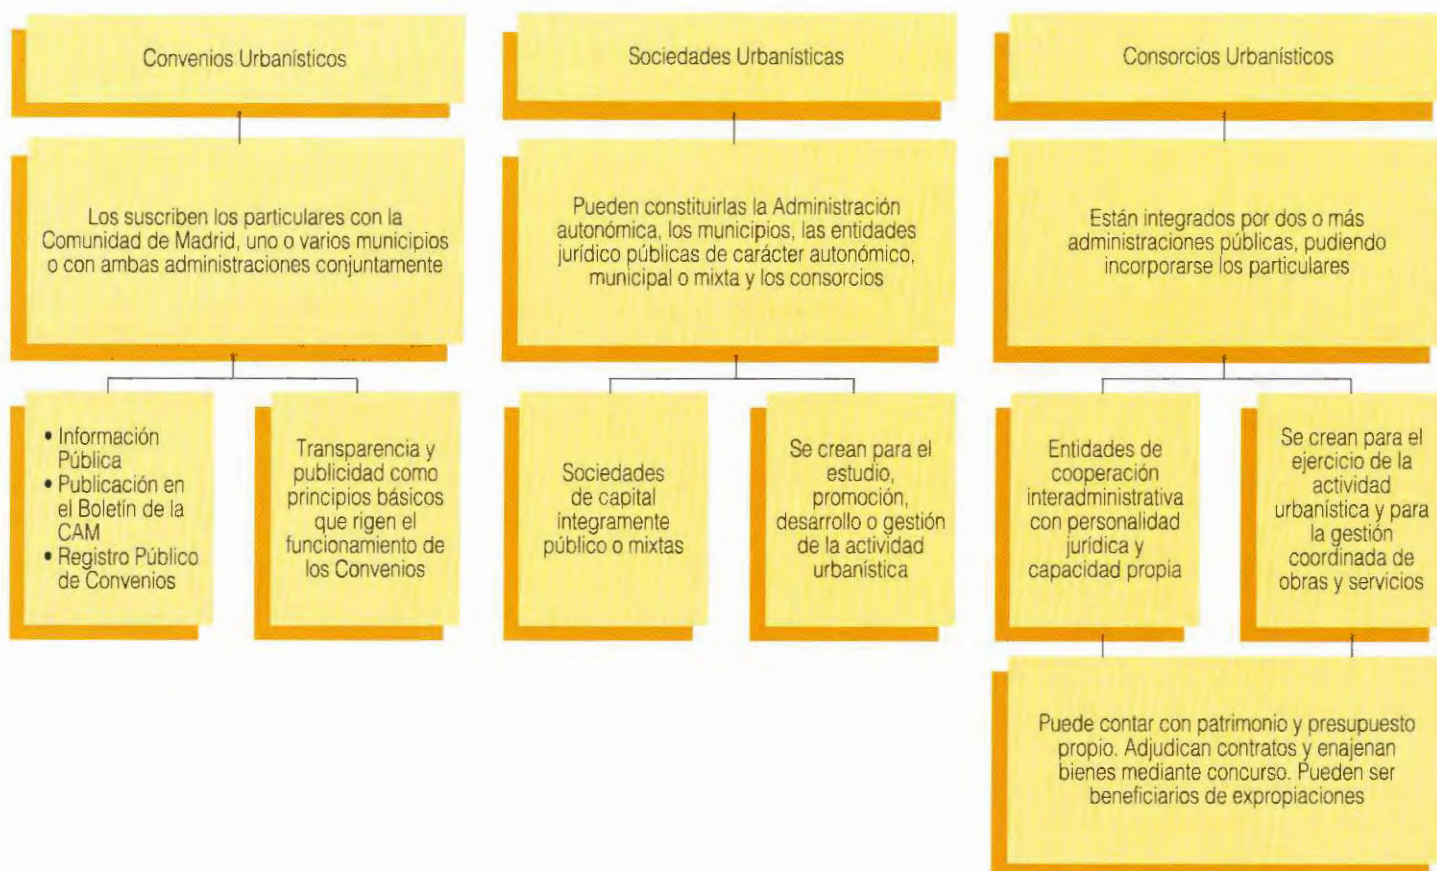 Convenios Urbanísticos
Los suscriben los particulares con la
Comunidad de Madrid, uno o varios municipios
o con ambas administraciones conjuntamente
• Información
Pública
• Publicación en
el Boletín de la
CAM
• Registro Público
de Convenios
Transparencia y
publicidad como
principios básicos
que rigen el
funcionamiento de
los Convenios
Sociedades Urbanísticas
Pueden constituirlas la Administración
autonómica, los municipios, las entidades
jurídico públicas de carácter autonómico,
municipal o mixta y los consorcios
Sociedades
de capital
íntegramente
público o mixtas
Se crean para el
estudio,
promoción,
desarrollo o gestión
de la actividad
urbanística
Consorcios Urbanísticos
Están integrados por dos o más
administraciones públicas, pudiendo
incorporarse los particulares
Entidades de
cooperación
interadministrativa
con personalidad
jurídica y
capacidad propia
Se crean para el
ejercicio de la
actividad
urbanística y para
la gestión
coordinada de
obras y servicios
Puede contar con patrimonio y presupuesto
propio. Adjudican contratos y enajenan
bienes mediante concurso. Pueden ser
beneficiarios de expropiaciones